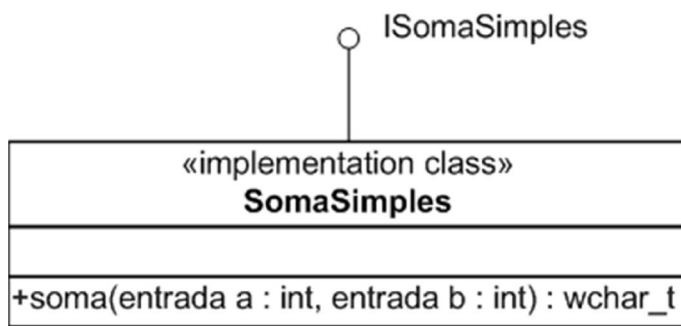 ISomaSimples
«implementation class»
SomaSimples
+soma(entrada a : int, entrada b : int) : wchar_t